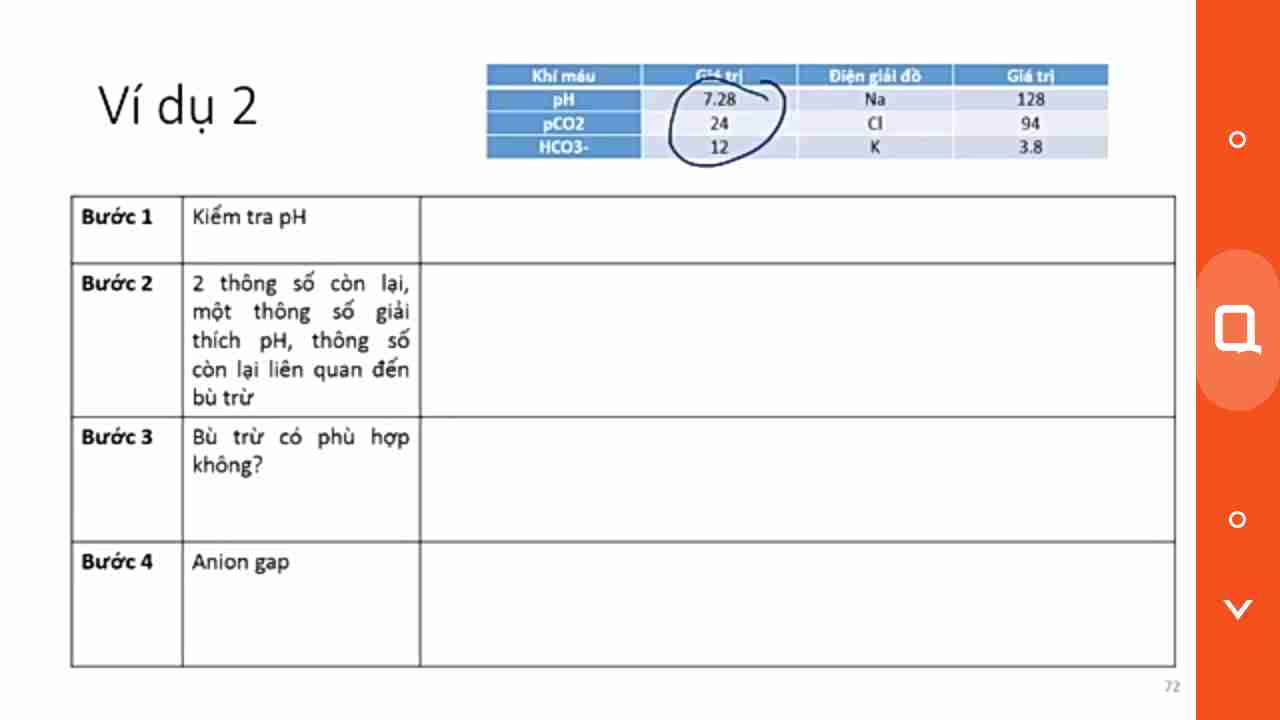 Ví dụ 2
Khí máu Giá trị Điện giải đồ Giá trị
pH 7.28 Na 128
pCO2 24 Cl 94
HCO3- 12 K 3.8
Bước 1 Kiểm tra pH
Bước 2 2 thông số còn lại,
một thông số giải
thích pH, thông số
còn lại liên quan đến
bù trừ
Bước 3 Bù trừ có phù hợp
không?
Bước 4 Anion gap
72